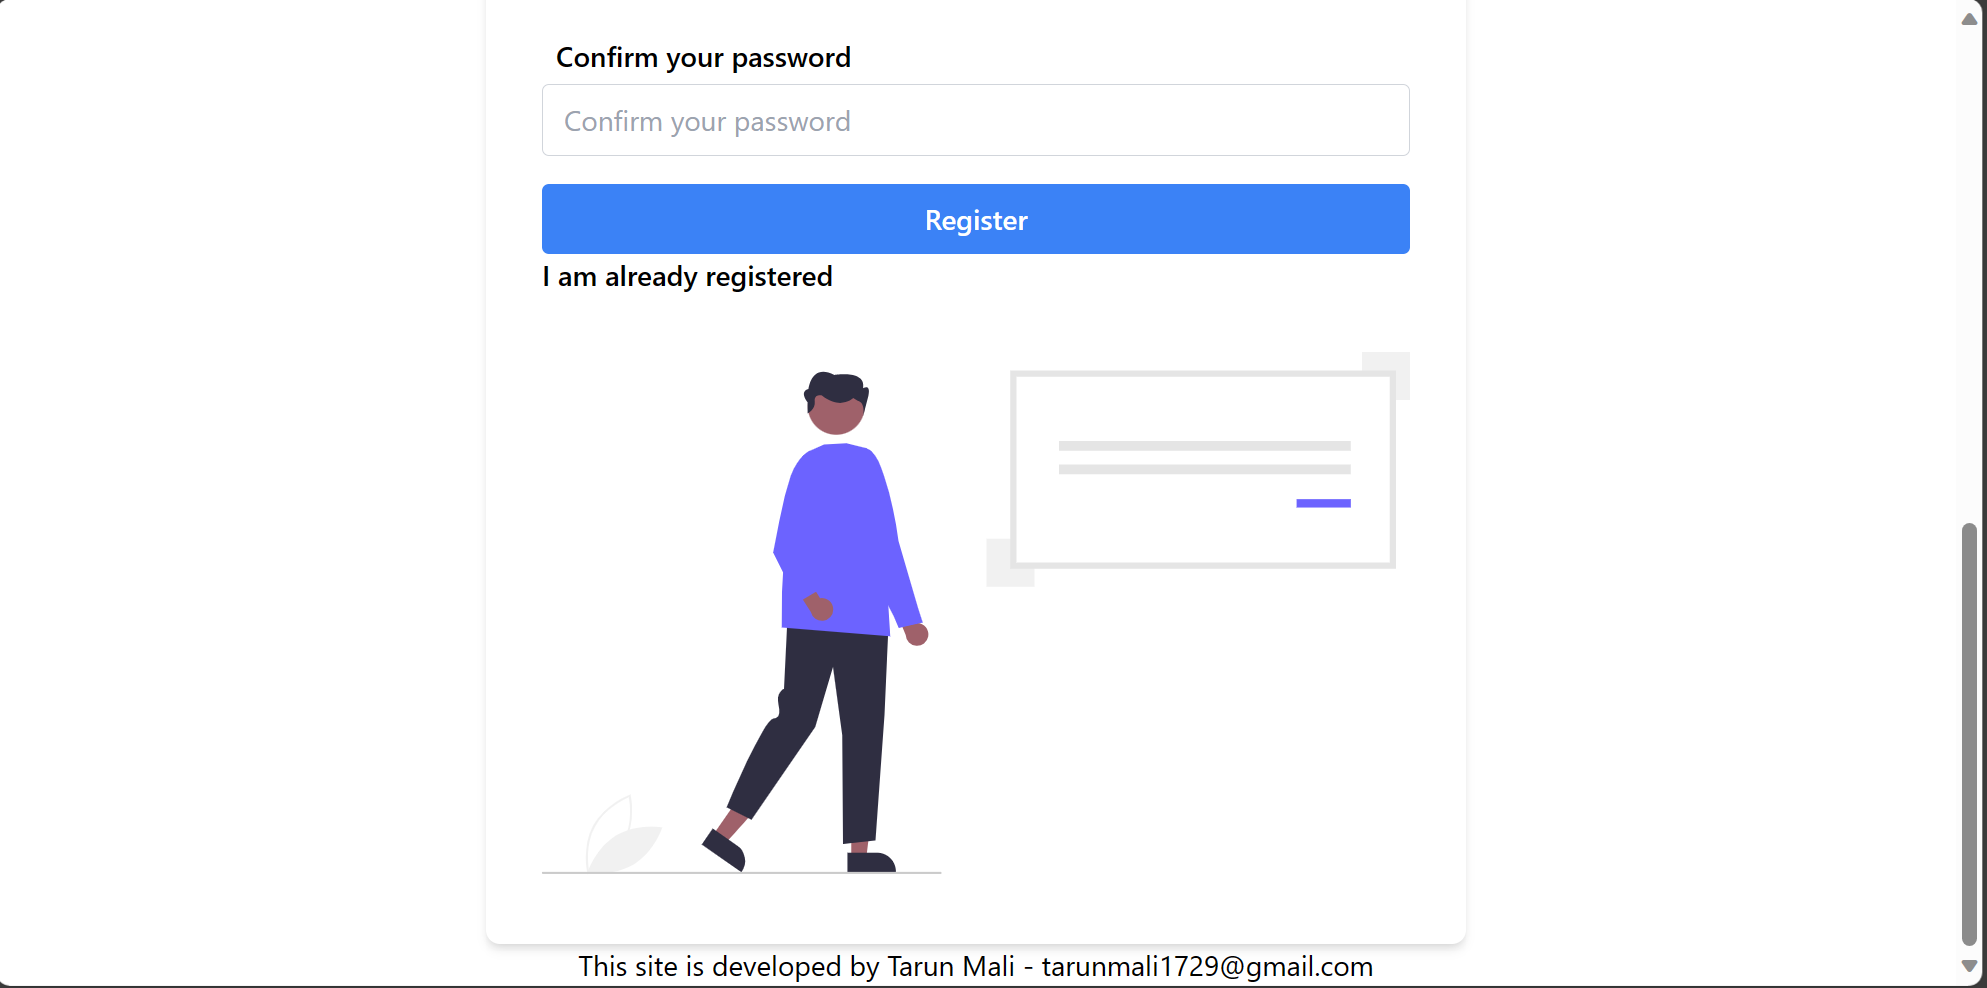 Confirm your password
Confirm your password
Register
I am already registered
This site is developed by Tarun Mali - tarunmali1729@gmail.com